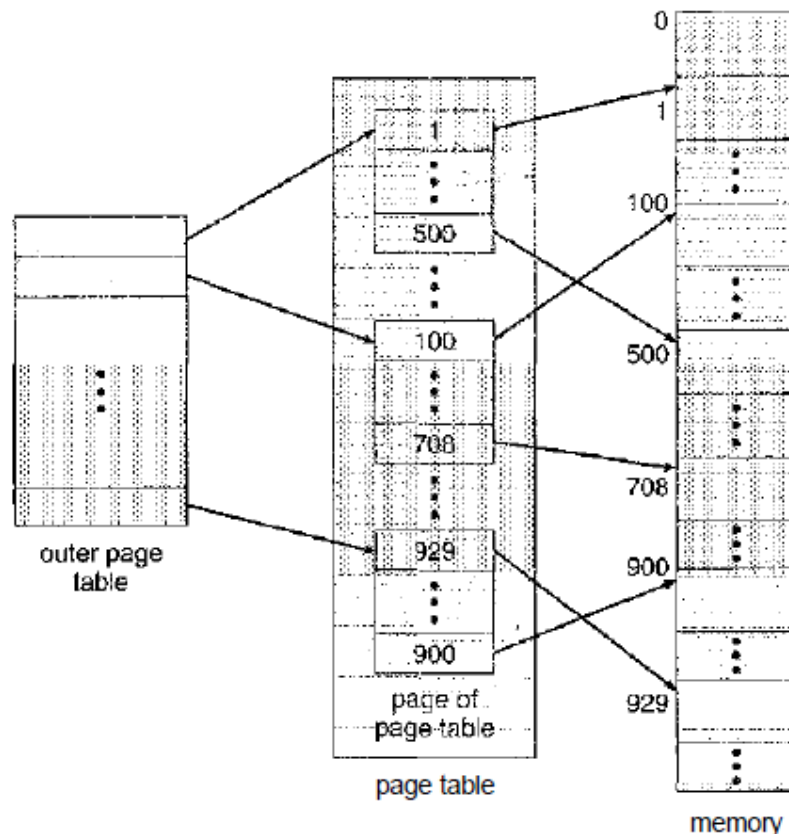 outer page
table
1
500
100
708
929
900
page of
page table
page table
0
1
100
500
708
900
929
memory